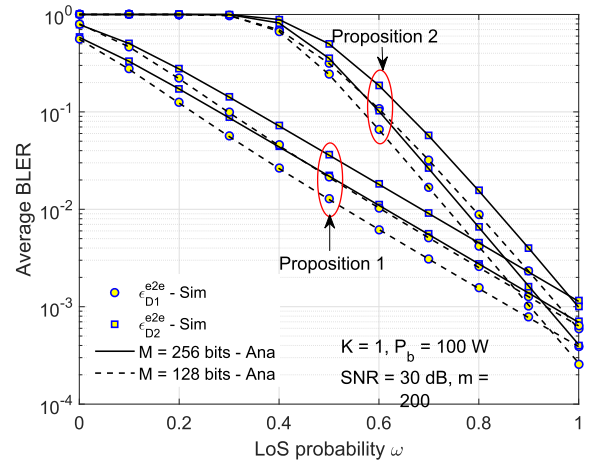 10^0
10^-1
10^-2
10^-3
10^-4
Average BLER
Proposition 2
Proposition 1
ϵ_D1^e2e - Sim
ϵ_D2^e2e - Sim
M = 256 bits - Ana
M = 128 bits - Ana
K = 1, P_b = 100 W
SNR = 30 dB, m =
200
0 0.2 0.4 0.6 0.8 1
LoS probability ω